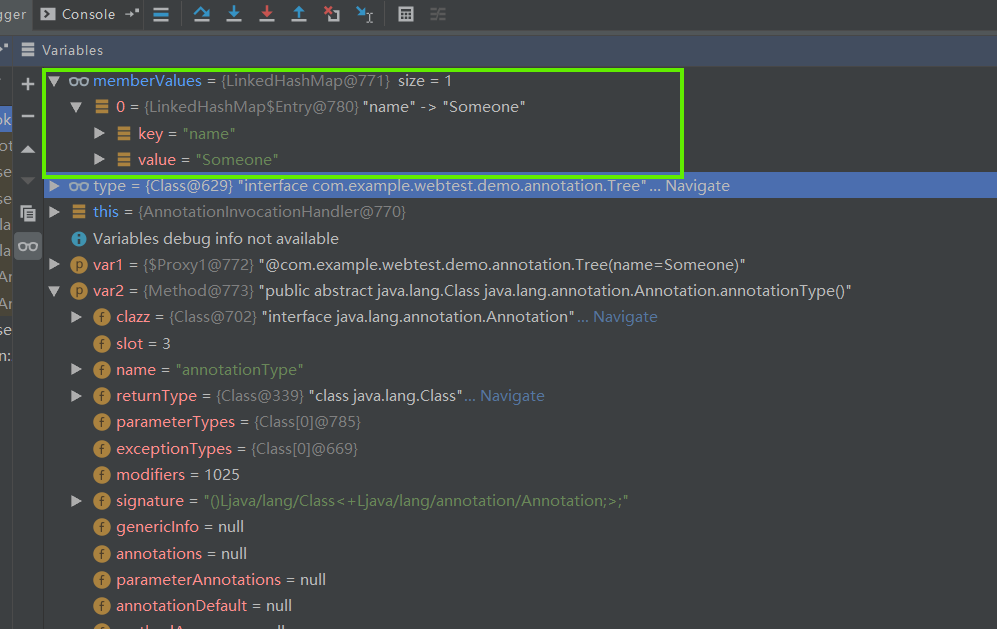 gger Console
Variables
memberValues = {LinkedHashMap@771} size = 1
0 = {LinkedHashMap$Entry@780} "name" -> "Someone"
key = "name"
value = "Someone"
type = {Class@629} "interface com.example.webtest.demo.annotation.Tree"... Navigate
this = {AnnotationInvocationHandler@770}
Variables debug info not available
var1 = {$Proxy1@772} "@com.example.webtest.demo.annotation.Tree(name=Someone)"
var2 = {Method@773} "public abstract java.lang.Class java.lang.annotation.Annotation.annotationType()"
clazz = {Class@702} "interface java.lang.annotation.Annotation"... Navigate
slot = 3
name = "annotationType"
returnType = {Class@339} "class java.lang.Class"... Navigate
parameterTypes = {Class[0]@785}
exceptionTypes = {Class[0]@669}
modifiers = 1025
signature = "()Ljava/lang/Class<+Ljava/lang/annotation/Annotation;>;"
genericInfo = null
annotations = null
parameterAnnotations = null
annotationDefault = null